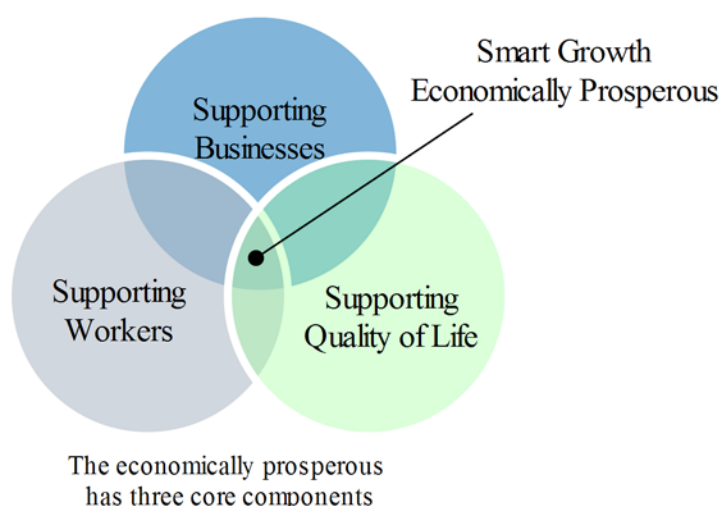 Smart Growth
Economically Prosperous
Supporting
Businesses
Supporting
Workers
Supporting
Quality of Life
The economically prosperous
has three core components